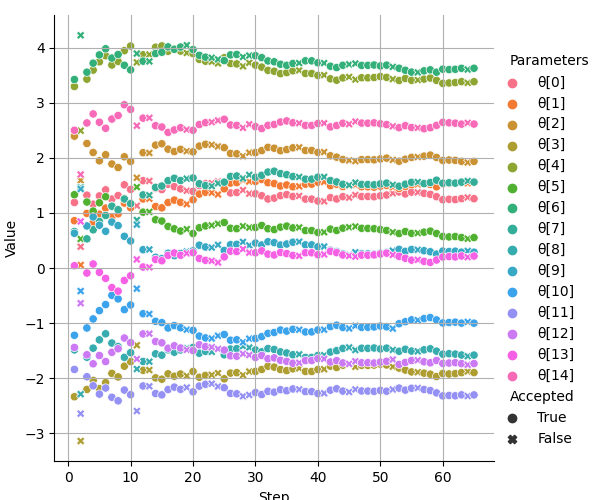 4
3
2
1
0
−1
−2
−3
Value
0
10
20
30
40
50
60
Step
Parameters
θ[0]
θ[1]
θ[2]
θ[3]
θ[4]
θ[5]
θ[6]
θ[7]
θ[8]
θ[9]
θ[10]
θ[11]
θ[12]
θ[13]
θ[14]
Accepted
True
False